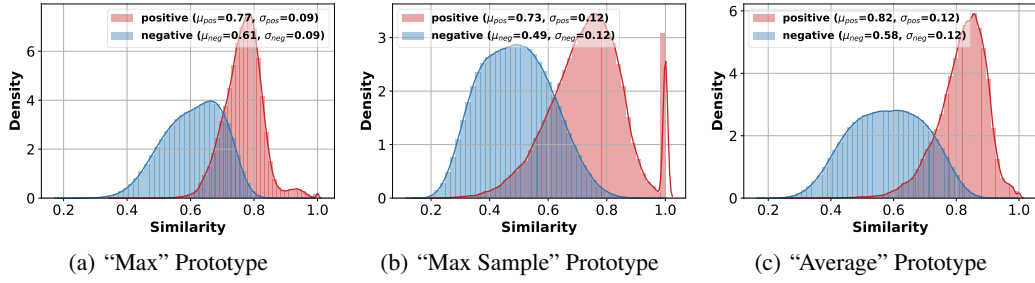 positive (μpos=0.77, σpos=0.09)
negative (μneg=0.61, σneg=0.09)
Density
6
4
2
0
0.2 0.4 0.6 0.8 1.0
Similarity
(a) “Max” Prototype
positive (μpos=0.73, σpos=0.12)
negative (μneg=0.49, σneg=0.12)
Density
3
2
1
0
0.2 0.4 0.6 0.8 1.0
Similarity
(b) “Max Sample” Prototype
positive (μpos=0.82, σpos=0.12)
negative (μneg=0.58, σneg=0.12)
Density
6
4
2
0
0.2 0.4 0.6 0.8 1.0
Similarity
(c) “Average” Prototype